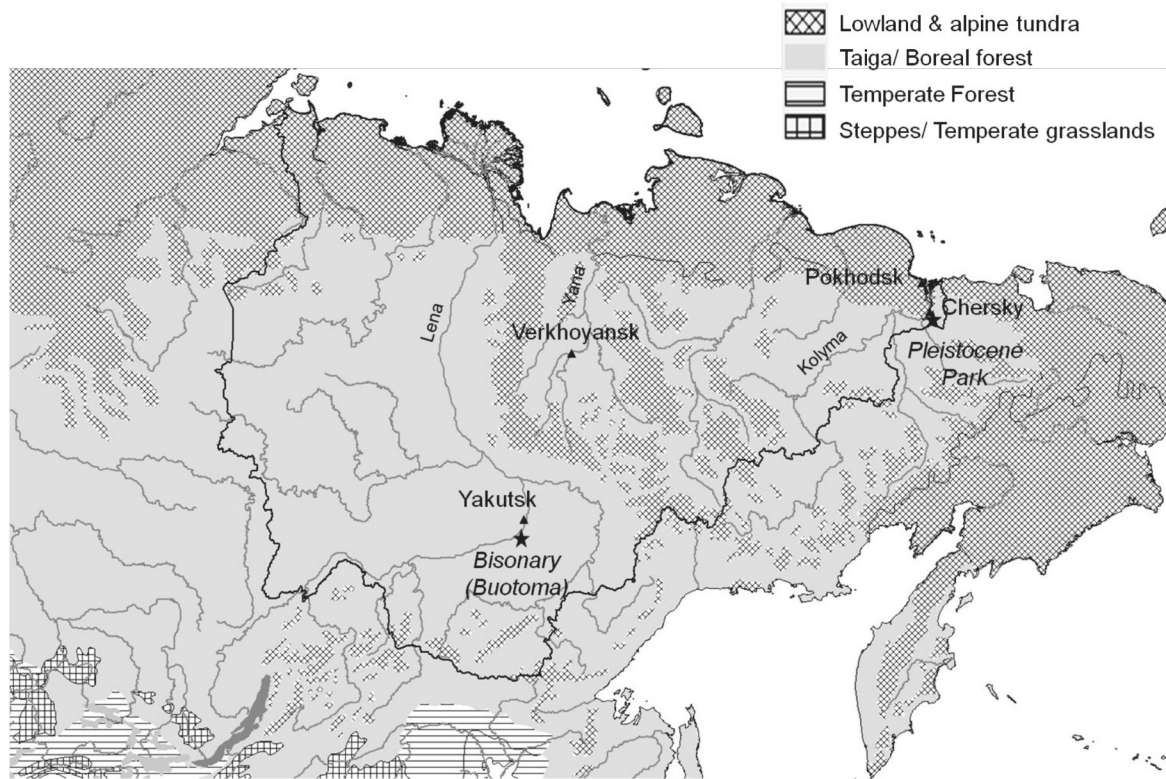 Lowland & alpine tundra
Taiga/ Boreal forest
Temperate Forest
Steppes/ Temperate grasslands
Pokhodsk
Chersky
Pleistocene
Park
Kolyma
Yana
Lena
Verkhoyansk
Yakutsk
Bisonary
(Buotoma)